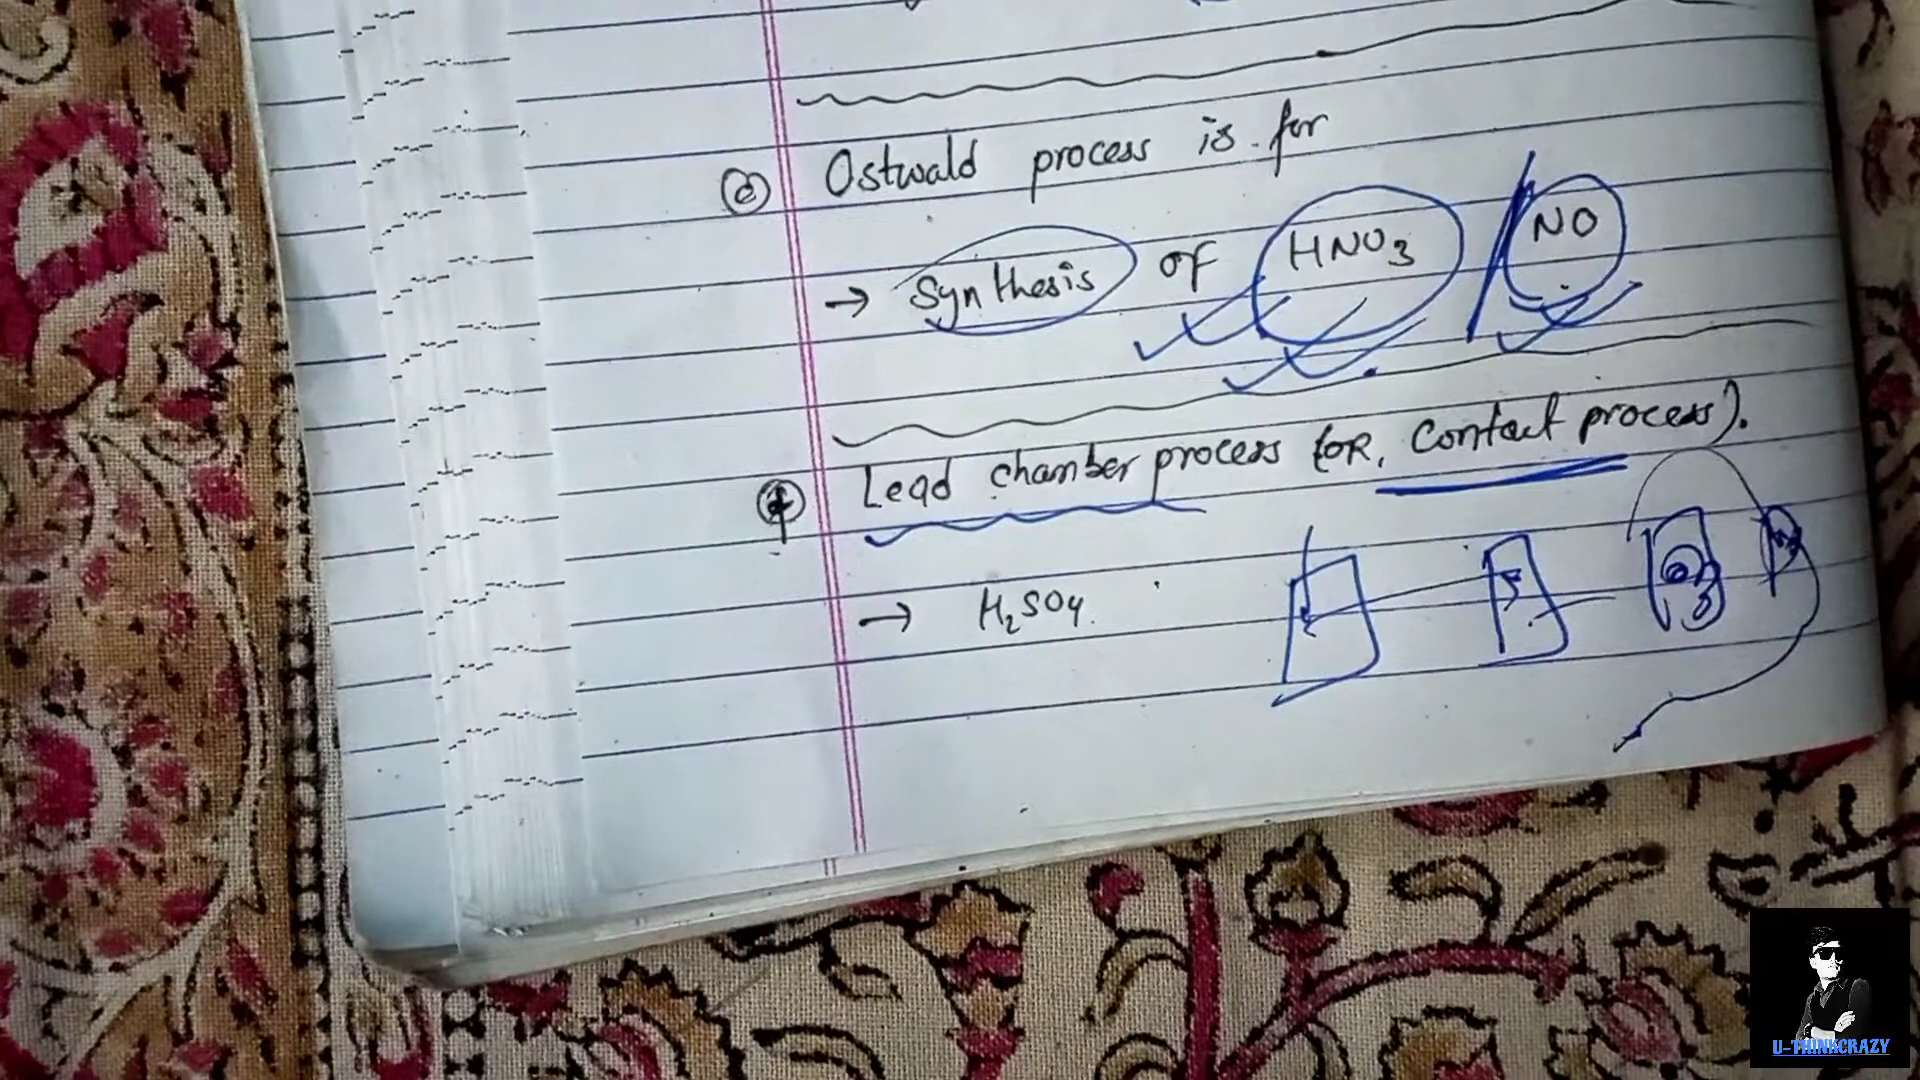 ⓔ Ostwald process is for
→ Synthesis of HNO3 / NO
ⓕ Lead chamber process (OR, Contact process).
→ H2SO4.
U-THINKCRAZY